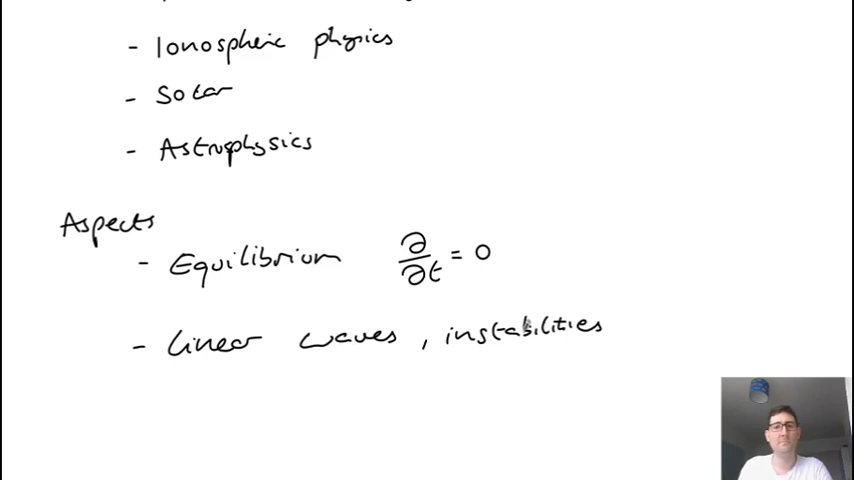 - Ionospheric physics
- Solar
- Astrophysics
Aspects
- Equilibrium ∂/∂t = 0
- linear waves, instabilities